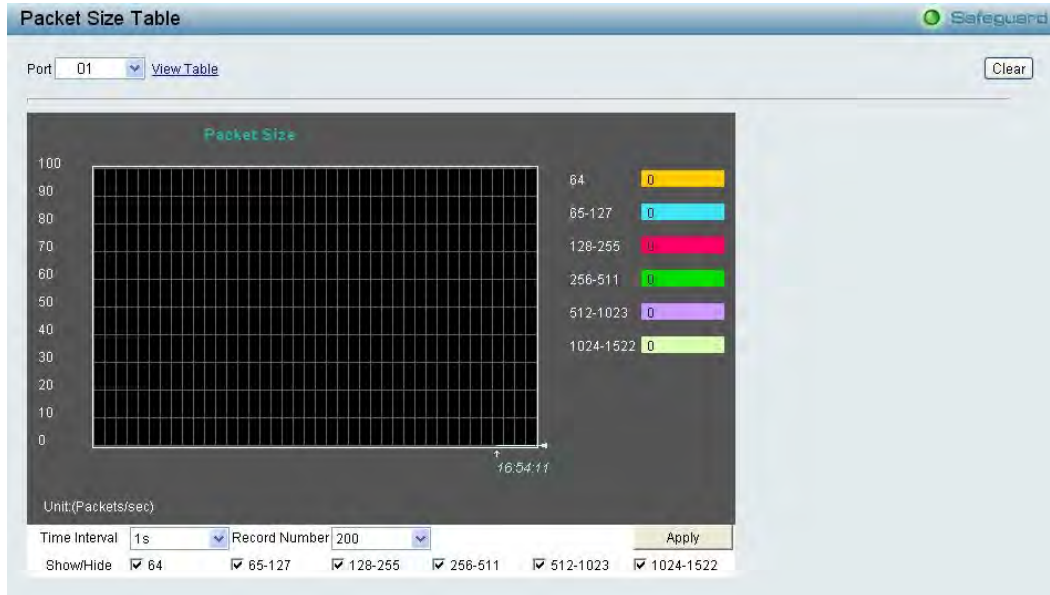 Packet Size Table
Safeguard
Port 01 View Table
Clear
Packet Size
100
90
80
70
60
50
40
30
20
10
0
64 0
65-127 0
128-255 0
256-511 0
512-1023 0
1024-1522 0
16:54:11
Unit:(Packets/sec)
Time Interval 1s Record Number 200 Apply
Show/Hide 64 65-127 128-255 256-511 512-1023 1024-1522